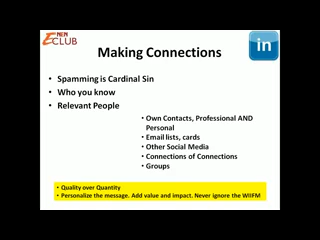 NEN
ECLUB
in
Making Connections
• Spamming is Cardinal Sin
• Who you know
• Relevant People
• Own Contacts, Professional AND
Personal
• Email lists, cards
• Other Social Media
• Connections of Connections
• Groups
• Quality over Quantity
• Personalize the message. Add value and impact. Never ignore the WIIFM